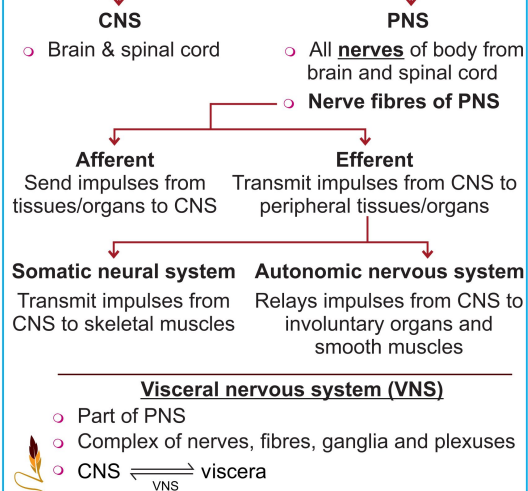 CNS
Brain & spinal cord
PNS
All nerves of body from
brain and spinal cord
Nerve fibres of PNS
Afferent
Send impulses from
tissues/organs to CNS
Efferent
Transmit impulses from CNS to
peripheral tissues/organs
Somatic neural system
Transmit impulses from
CNS to skeletal muscles
Autonomic nervous system
Relays impulses from CNS to
involuntary organs and
smooth muscles
Visceral nervous system (VNS)
Part of PNS
Complex of nerves, fibres, ganglia and plexuses
CNS ⇌ viscera
VNS